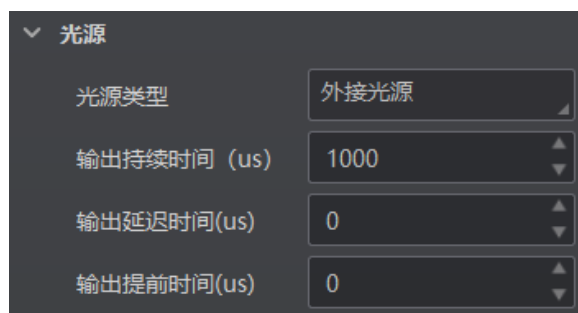 光源
光源类型 外接光源
输出持续时间（us） 1000
输出延迟时间(us) 0
输出提前时间(us) 0